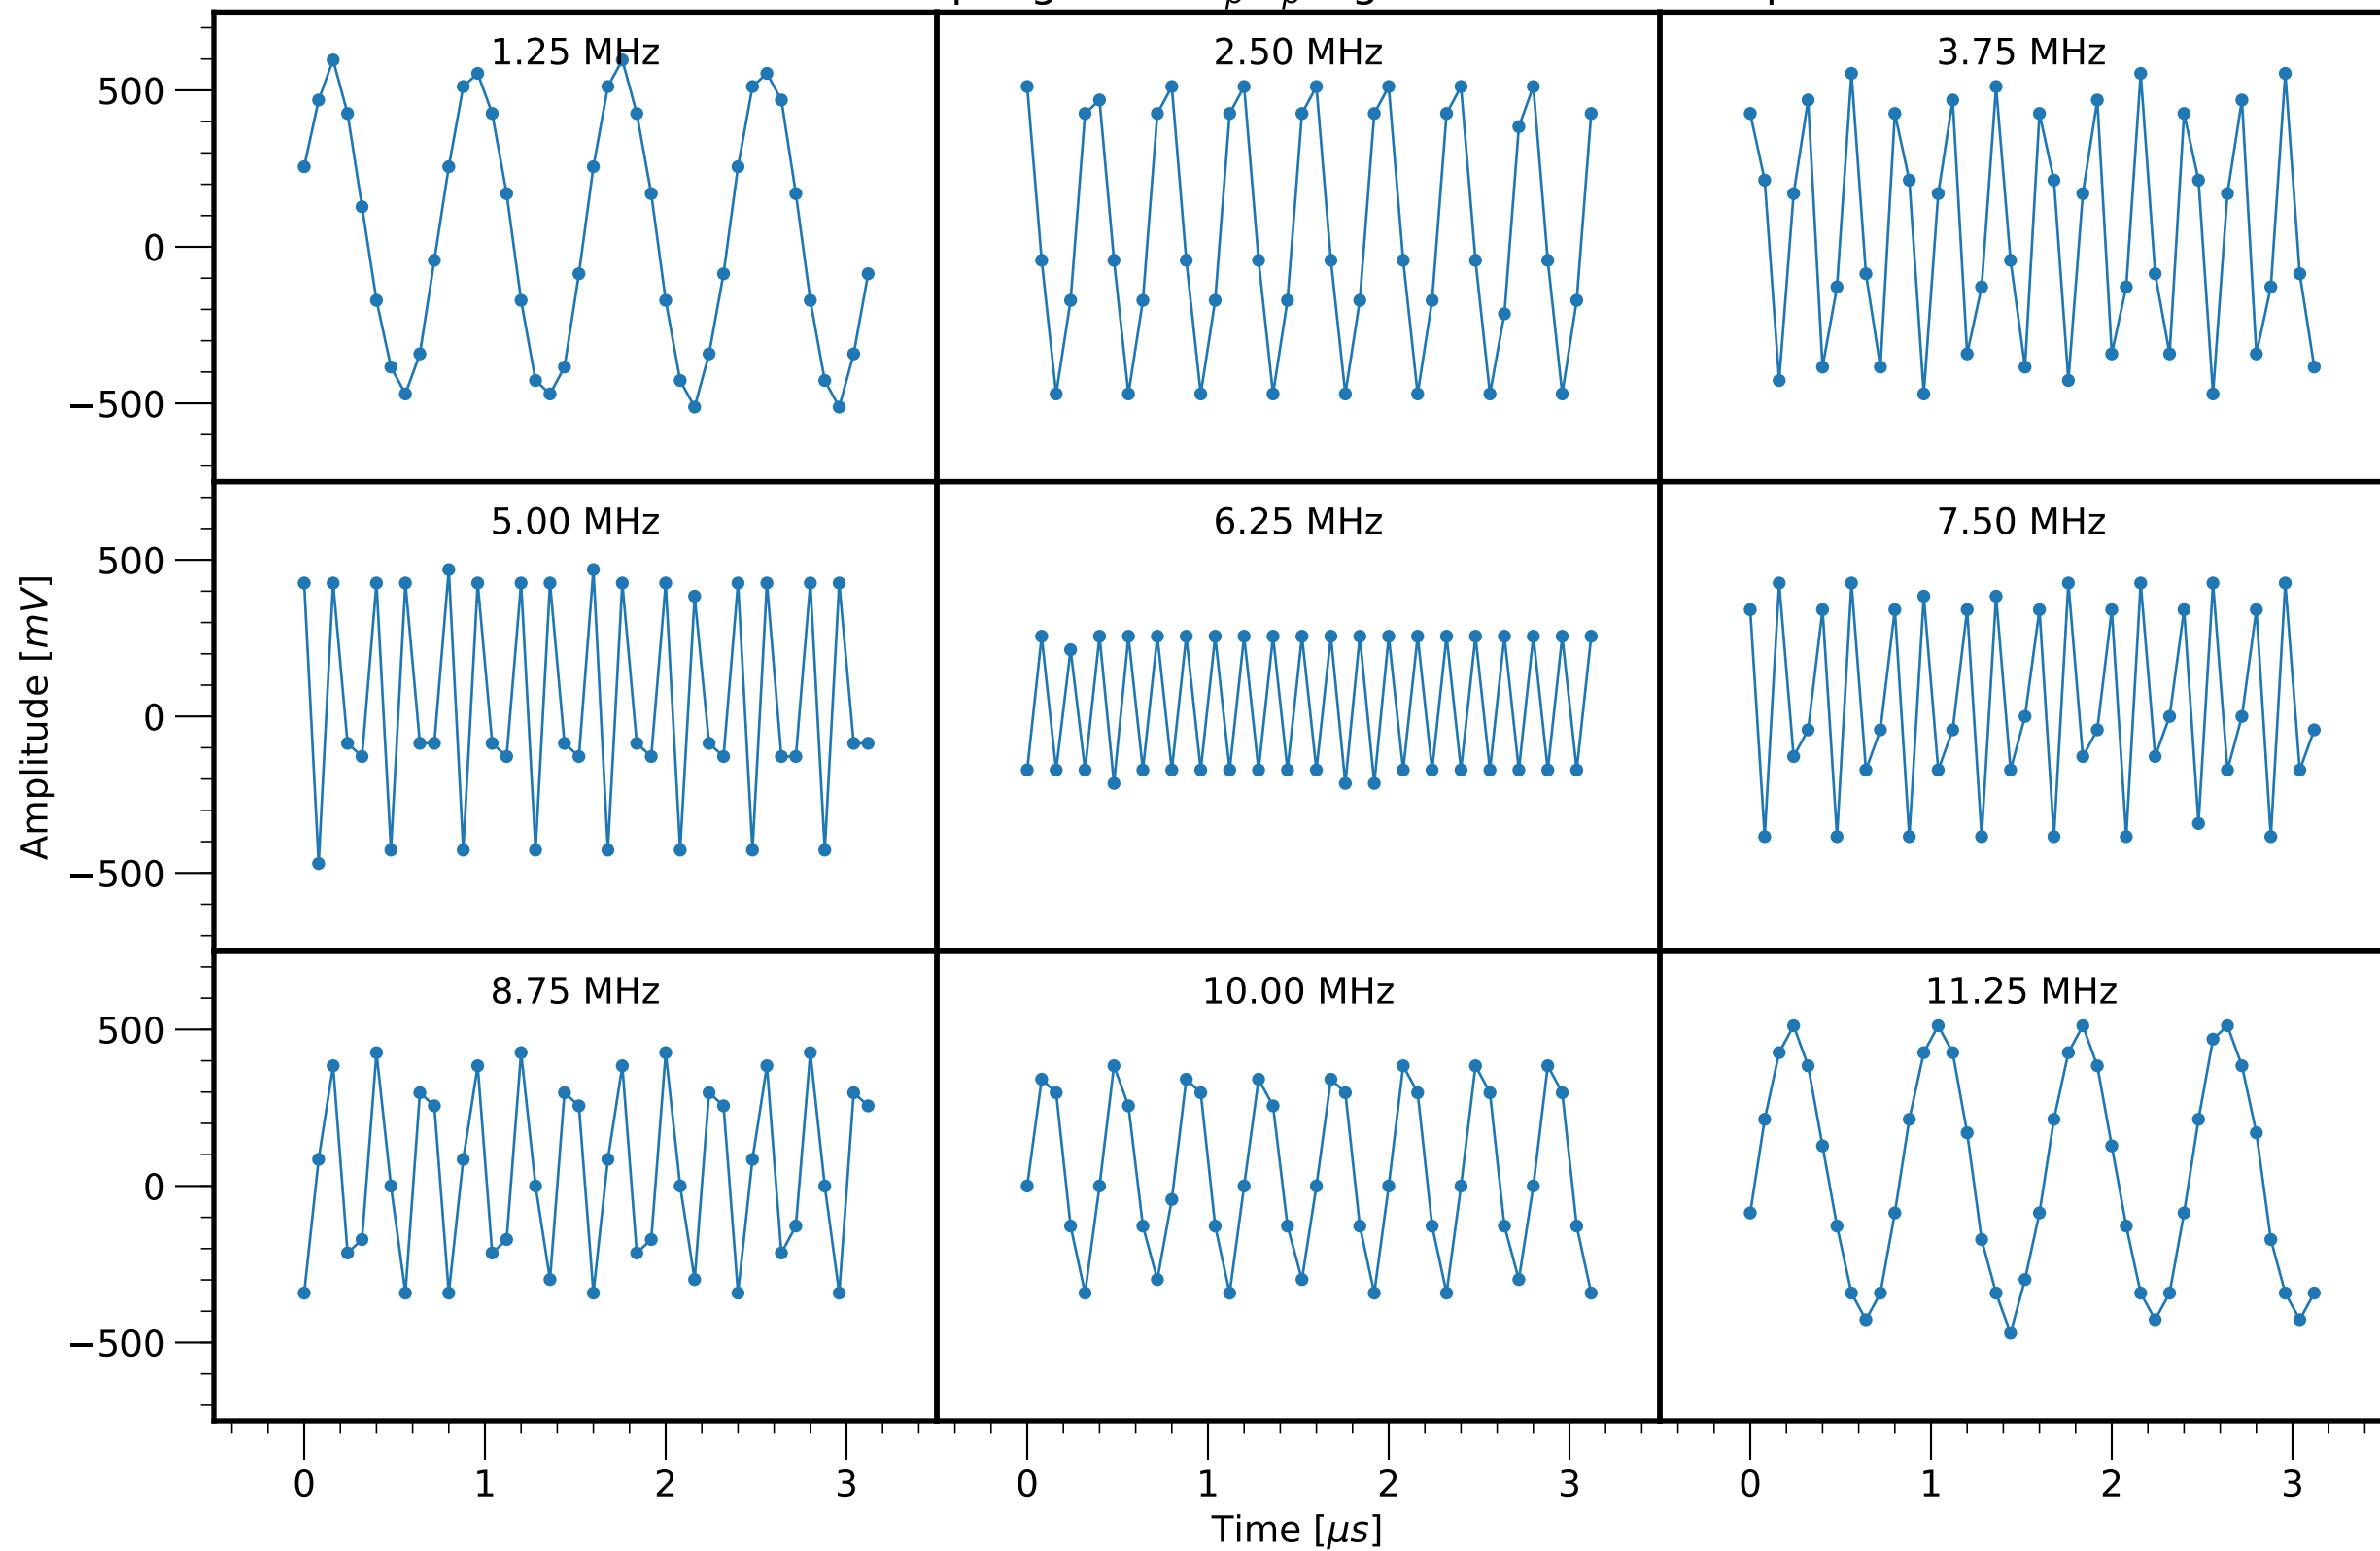 1.25 MHz 2.50 MHz 3.75 MHz
500
0
−500
5.00 MHz 6.25 MHz 7.50 MHz
500
0
−500
8.75 MHz 10.00 MHz 11.25 MHz
500
0
−500
Amplitude [mV]
0 1 2 3 0 1 2 3 0 1 2 3
Time [μs]